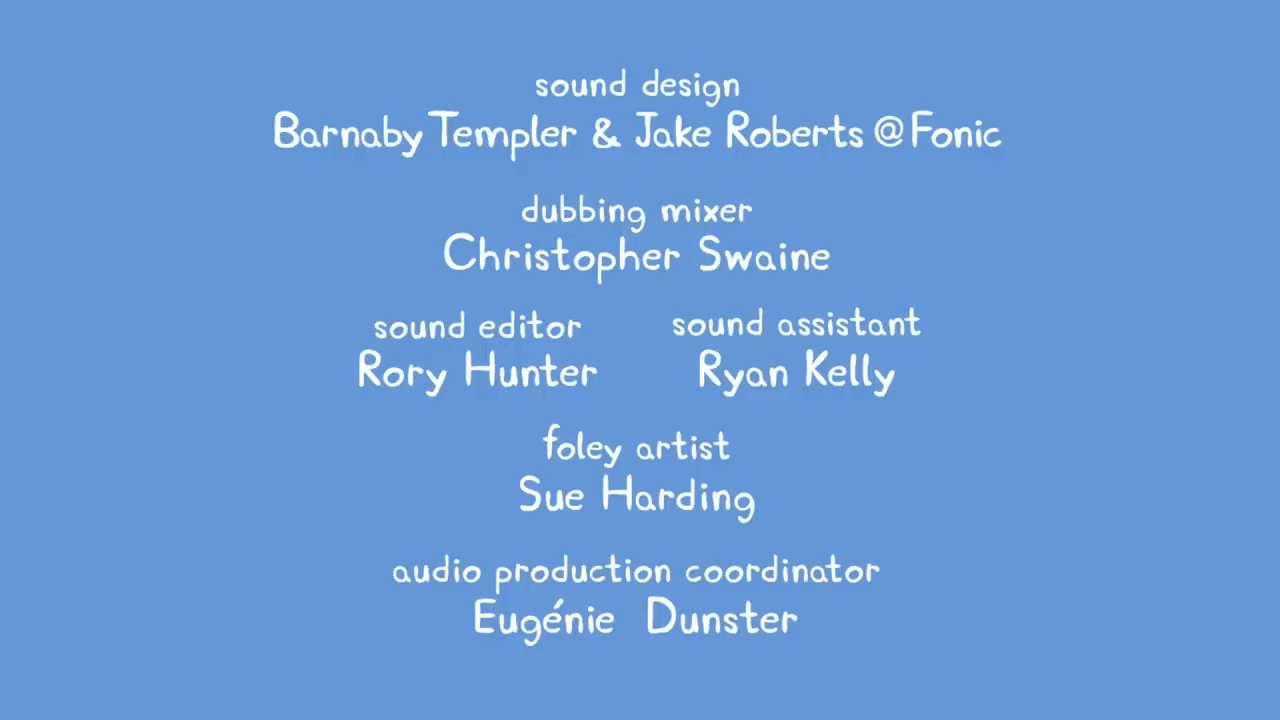 sound design
Barnaby Templer & Jake Roberts @ Fonic
dubbing mixer
Christopher Swaine
sound editor
Rory Hunter
sound assistant
Ryan Kelly
foley artist
Sue Harding
audio production coordinator
Eugénie Dunster